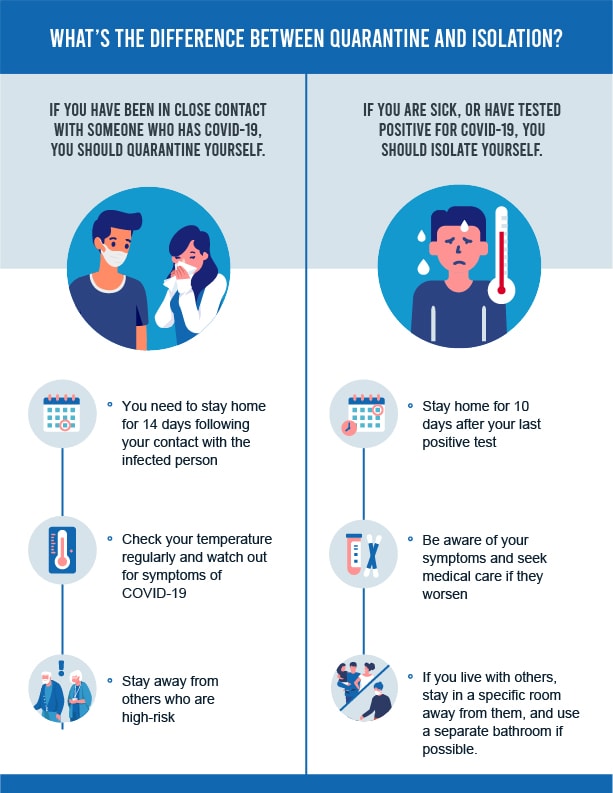 WHAT'S THE DIFFERENCE BETWEEN QUARANTINE AND ISOLATION?
IF YOU HAVE BEEN IN CLOSE CONTACT
WITH SOMEONE WHO HAS COVID-19,
YOU SHOULD QUARANTINE YOURSELF.
You need to stay home
for 14 days following
your contact with the
infected person
Check your temperature
regularly and watch out
for symptoms of
COVID-19
Stay away from
others who are
high-risk
IF YOU ARE SICK, OR HAVE TESTED
POSITIVE FOR COVID-19, YOU
SHOULD ISOLATE YOURSELF.
Stay home for 10
days after your last
positive test
Be aware of your
symptoms and seek
medical care if they
worsen
If you live with others,
stay in a specific room
away from them, and use
a separate bathroom if
possible.